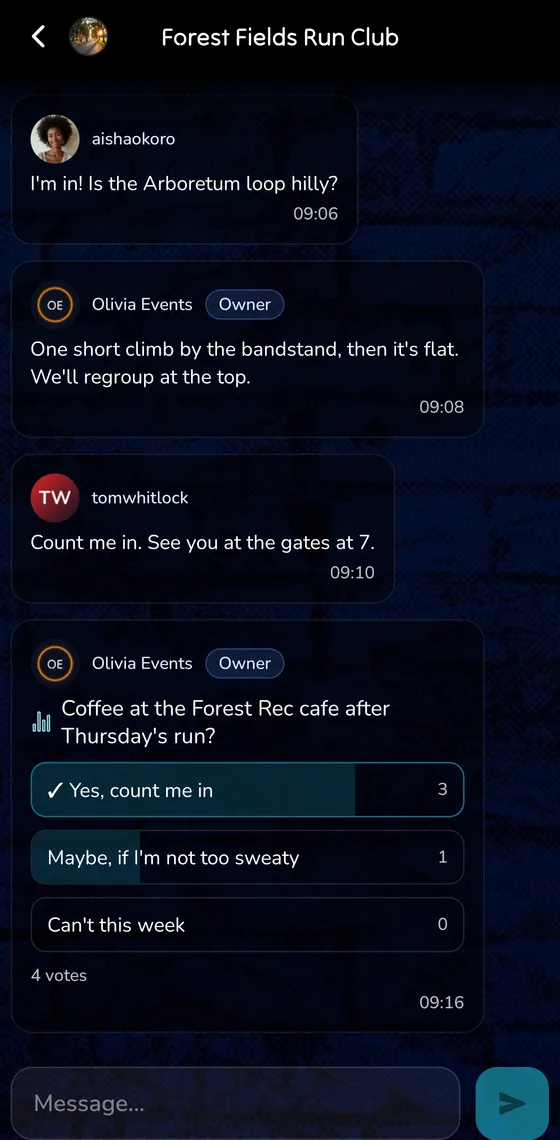 Forest Fields Run Club
aishaokoro
I'm in! Is the Arboretum loop hilly?
09:06
OE Olivia Events Owner
One short climb by the bandstand, then it's flat.
We'll regroup at the top.
09:08
TW tomwhitlock
Count me in. See you at the gates at 7.
09:10
OE Olivia Events Owner
Coffee at the Forest Rec cafe after
Thursday's run?
✓ Yes, count me in 3
Maybe, if I'm not too sweaty 1
Can't this week 0
4 votes
09:16
Message...